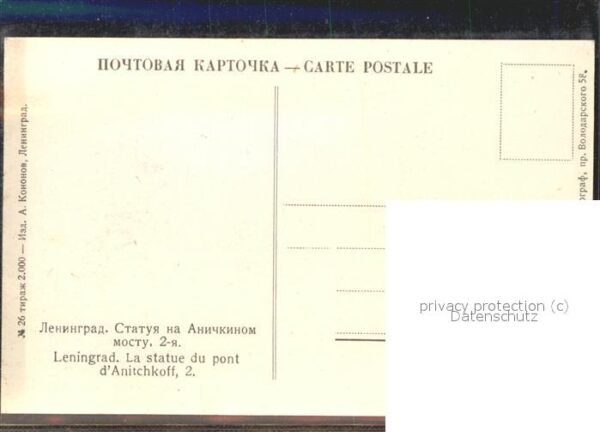 ПОЧТОВАЯ КАРТОЧКА — CARTE POSTALE
№ 26 тираж 2.000 — Изд. А. Кононов, Ленинград.
Ленинград. Статуя на Аничкином
мосту, 2-я.
Leningrad. La statue du pont
d'Anitchkoff, 2.
пр. Володарского 58.
privacy protection (c)
Datenschutz